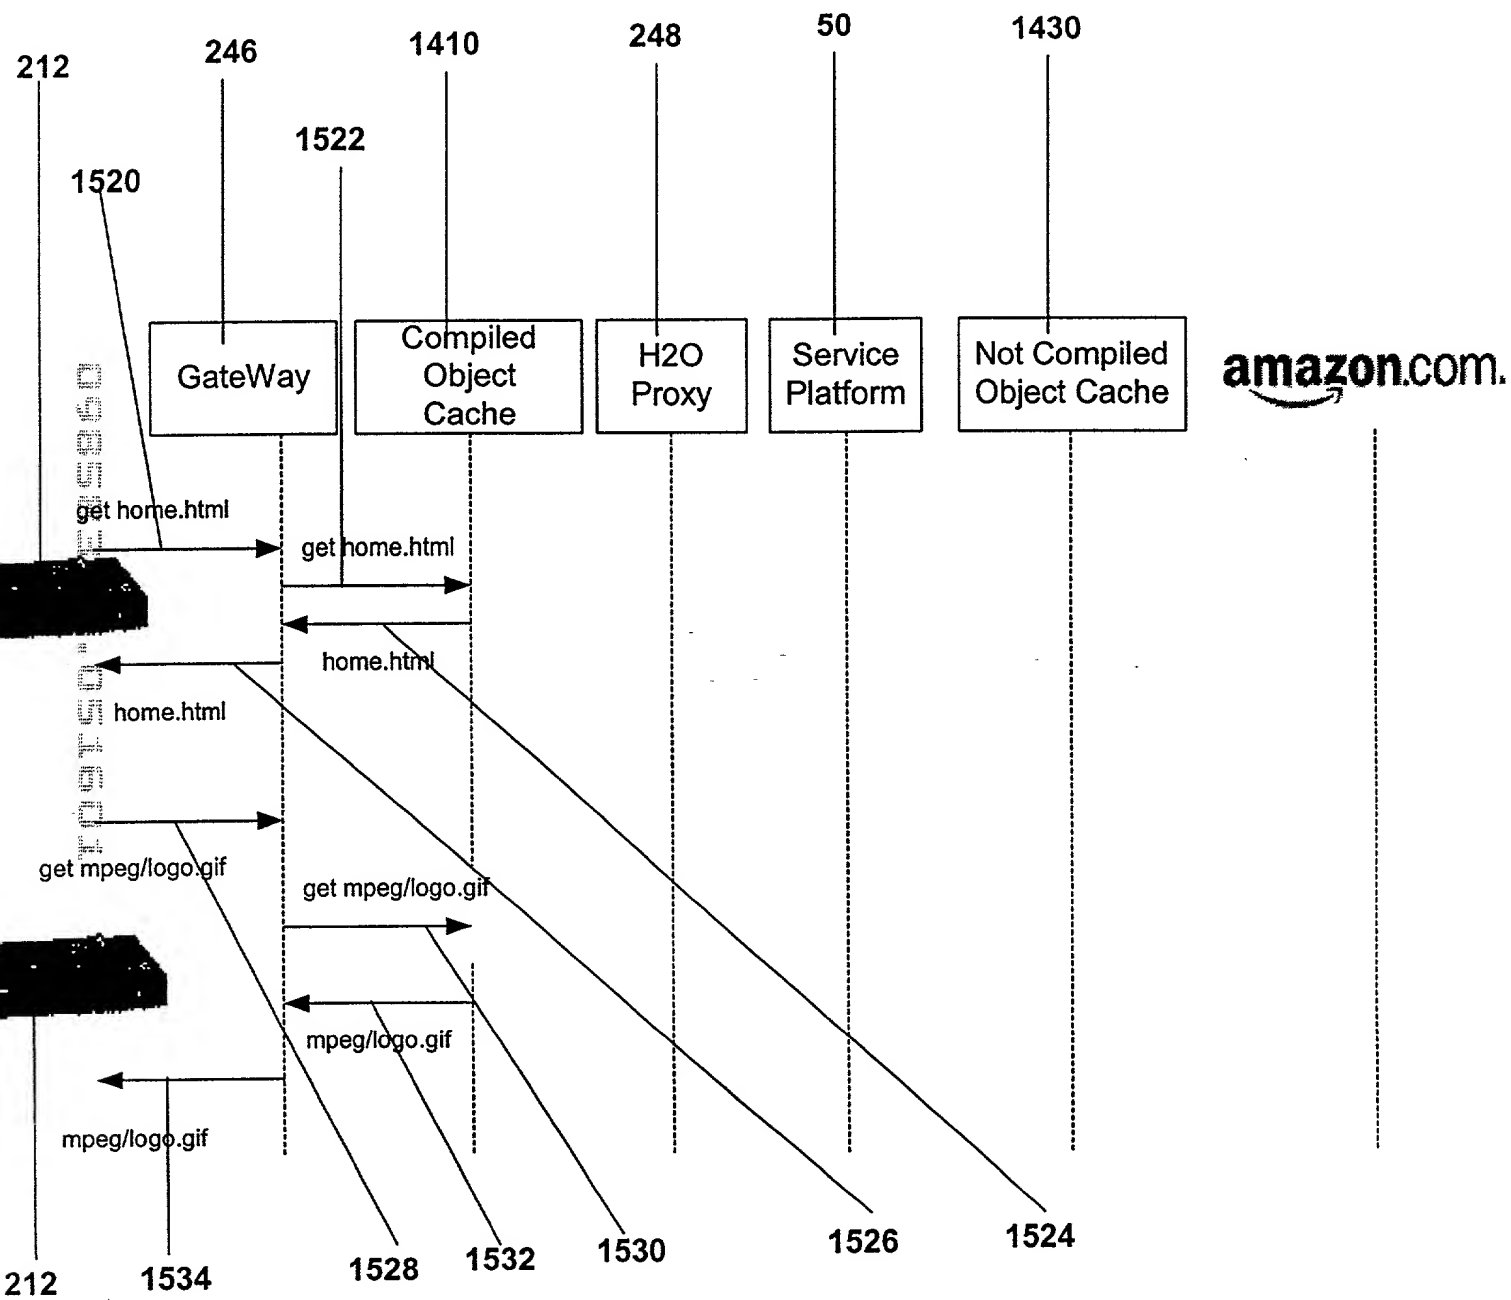 212
246
1410
248
50
1430
1522
1520
GateWay
Compiled
Object
Cache
H2O
Proxy
Service
Platform
Not Compiled
Object Cache
amazon.com.
get home.html
get home.html
home.html
home.html
get mpeg/logo.gif
get mpeg/logo.gif
mpeg/logo.gif
mpeg/logo.gif
212
1534
1528
1532
1530
1526
1524